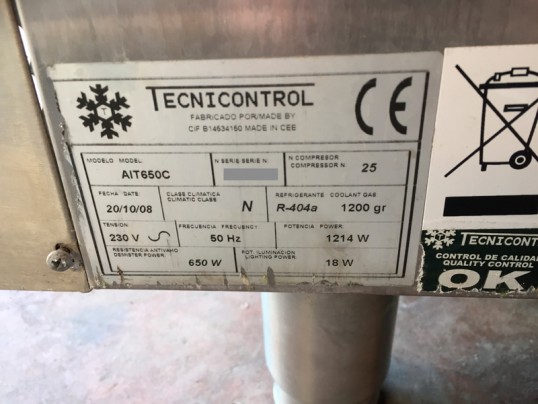 TECNICONTROL
FABRICADO POR/MADE BY
CIF B14534150 MADE IN CEE
CE
MODELO MODEL
AIT650C
N SERIE SERIE N.
N COMPRESOR
COMPRESSOR N. 25
FECHA DATE:
20/10/08
CLASE CLIMATICA
CLIMATIC CLASS N
REFRIGERANTE COOLANT GAS
R-404a 1200 gr
TENSION
230 V
FRECUENCIA FREQUENCY
50 Hz
POTENCIA POWER:
1214 W
RESISTENCIA ANTIVAHO
DEMISTER POWER:
650 W
POT. ILUMINACION
LIGHTING POWER
18 W
TECNICONT
CONTROL DE CALIDA
QUALITY CONTROL
OK